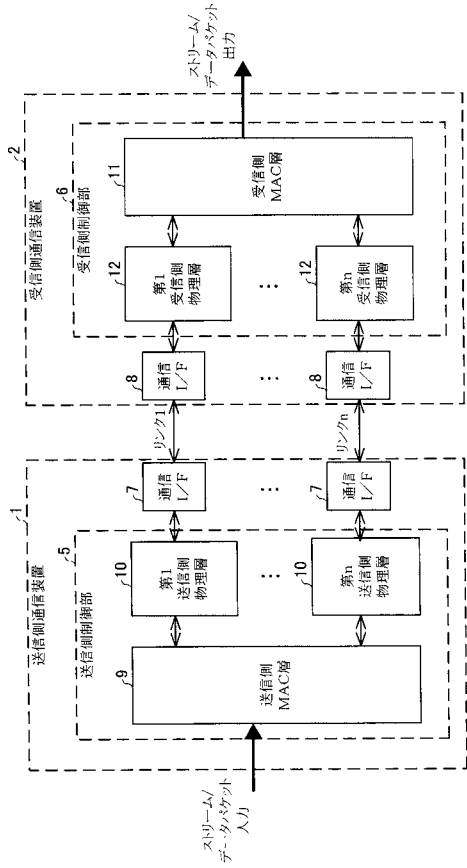 送信側通信装置
1
送信側制御部
5
ストリーム/
データパケット
入力
9
送信側
MAC層
10
第1
送信側
物理層
10
第n
送信側
物理層
7
通信
I/F
7
通信
I/F
リンク1
リンクn
受信側通信装置
2
受信側制御部
6
8
通信
I/F
8
通信
I/F
12
第1
受信側
物理層
12
第n
受信側
物理層
11
受信側
MAC層
ストリーム/
データパケット
出力